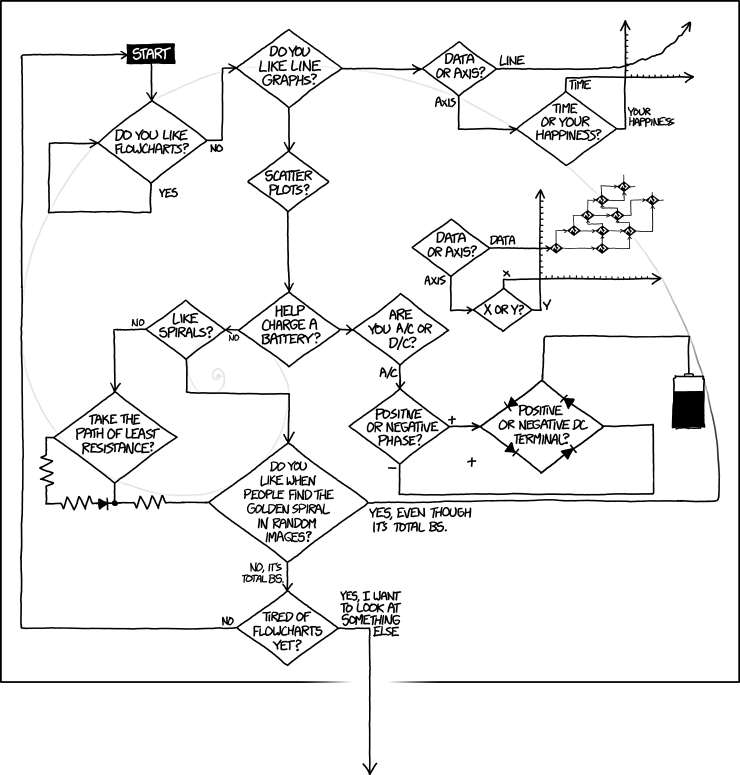 START
DO YOU
LIKE LINE
GRAPHS?
DATA
OR AXIS?
LINE
AXIS
TIME
TIME
OR YOUR
HAPPINESS?
YOUR
HAPPINESS
DO YOU LIKE
FLOWCHARTS?
NO
YES
SCATTER
PLOTS?
DATA
OR AXIS?
DATA
AXIS
X
X OR Y?
Y
NO
LIKE
SPIRALS?
NO
HELP
CHARGE A
BATTERY?
ARE
YOU A/C OR
D/C?
A/C
TAKE THE
PATH OF LEAST
RESISTANCE?
POSITIVE
OR NEGATIVE
PHASE?
+
-
POSITIVE
OR NEGATIVE DC
TERMINAL?
+
DO YOU
LIKE WHEN
PEOPLE FIND THE
GOLDEN SPIRAL
IN RANDOM
IMAGES?
YES, EVEN THOUGH
IT'S TOTAL BS.
NO, IT'S
TOTAL BS.
TIRED OF
FLOWCHARTS
YET?
NO
YES, I WANT
TO LOOK AT
SOMETHING
ELSE